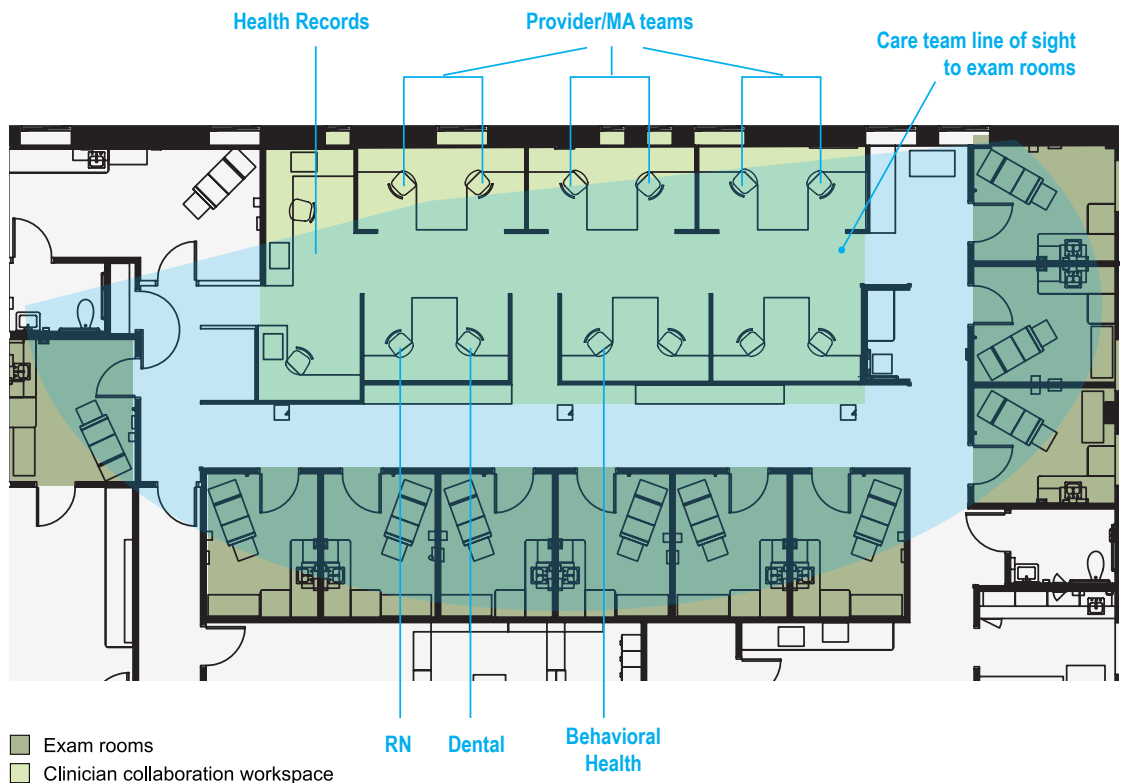 Health Records
Provider/MA teams
Care team line of sight
to exam rooms
RN
Dental
Behavioral
Health
Exam rooms
Clinician collaboration workspace